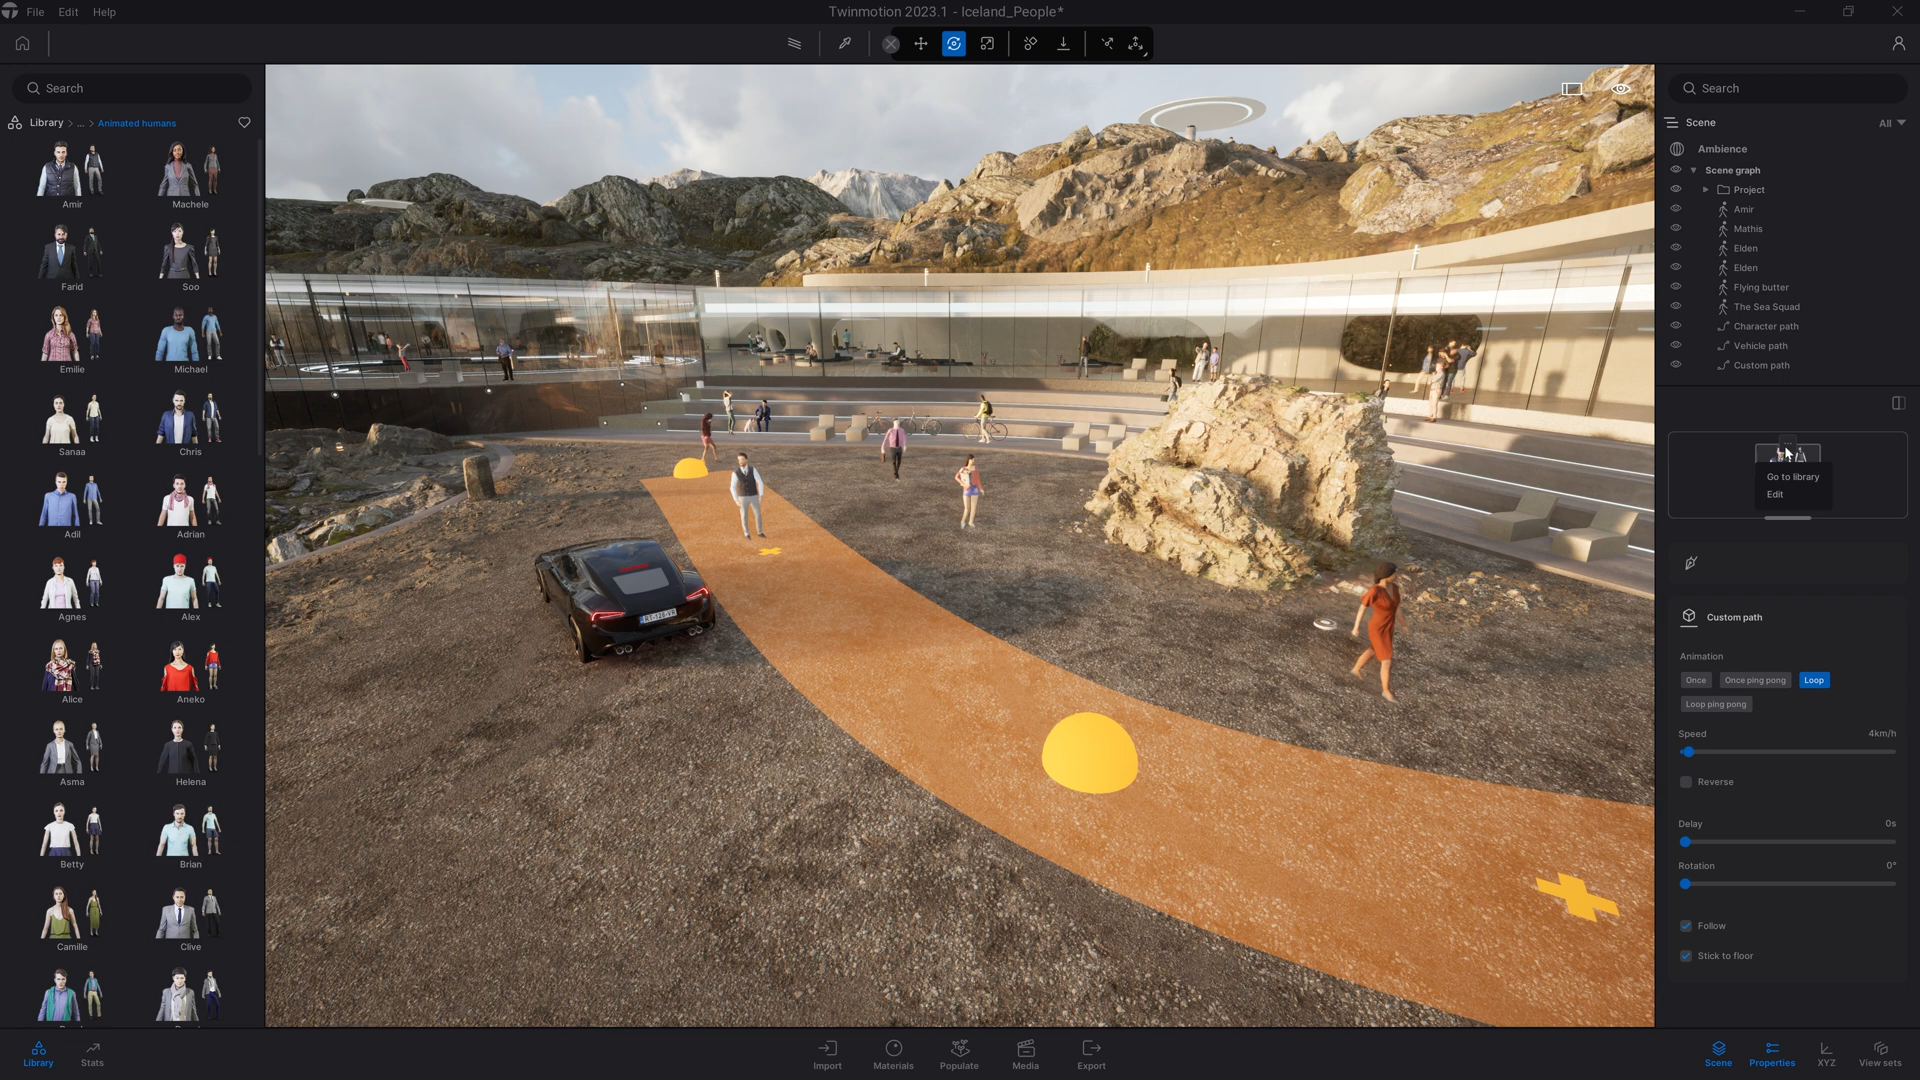 File Edit Help
Twinmotion 2023.1 - Iceland_People*
Search
Library > ... > Animated humans
Amir
Machele
Farid
Soo
Emilie
Michael
Sanaa
Chris
Adil
Adrian
Agnes
Alex
Alice
Aneko
Asma
Helena
Betty
Brian
Camille
Clive
Search
Scene
All
Ambience
Scene graph
Project
Amir
Mathis
Elden
Elden
Flying butter
The Sea Squad
Character path
Vehicle path
Custom path
Go to library
Edit
Custom path
Animation
Once
Once ping pong
Loop
Loop ping pong
Speed
4km/h
Reverse
Delay
0s
Rotation
0°
Follow
Stick to floor
Library
Stats
Import
Materials
Populate
Media
Export
Scene
Properties
XYZ
View sets